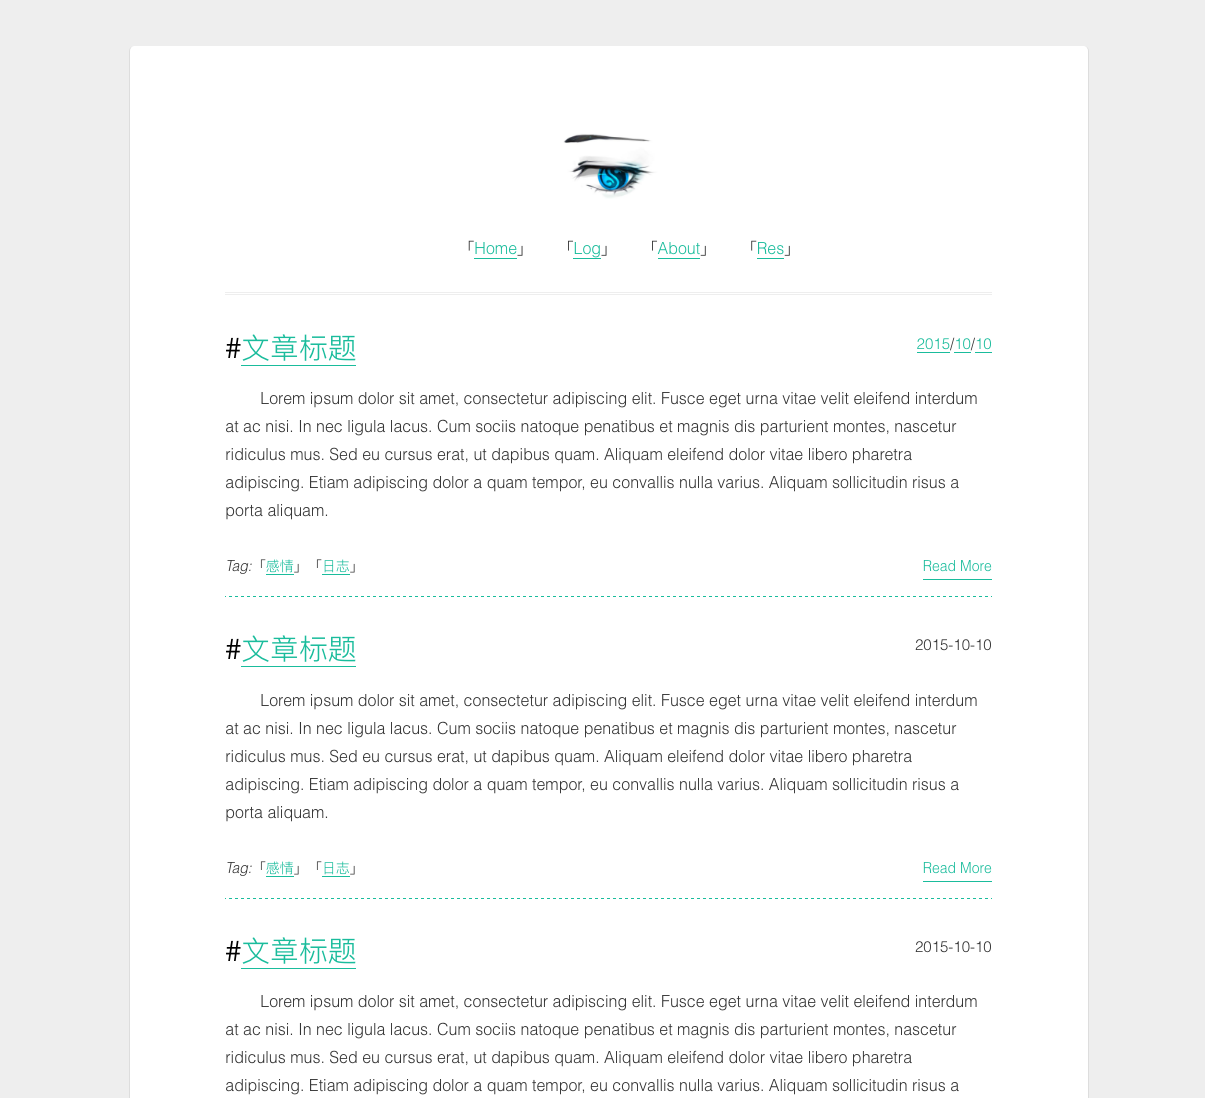 「Home」 「Log」 「About」 「Res」
#文章标题 2015/10/10
Lorem ipsum dolor sit amet, consectetur adipiscing elit. Fusce eget urna vitae velit eleifend interdum
at ac nisi. In nec ligula lacus. Cum sociis natoque penatibus et magnis dis parturient montes, nascetur
ridiculus mus. Sed eu cursus erat, ut dapibus quam. Aliquam eleifend dolor vitae libero pharetra
adipiscing. Etiam adipiscing dolor a quam tempor, eu convallis nulla varius. Aliquam sollicitudin risus a
porta aliquam.
Tag:「感情」「日志」 Read More
#文章标题 2015-10-10
Lorem ipsum dolor sit amet, consectetur adipiscing elit. Fusce eget urna vitae velit eleifend interdum
at ac nisi. In nec ligula lacus. Cum sociis natoque penatibus et magnis dis parturient montes, nascetur
ridiculus mus. Sed eu cursus erat, ut dapibus quam. Aliquam eleifend dolor vitae libero pharetra
adipiscing. Etiam adipiscing dolor a quam tempor, eu convallis nulla varius. Aliquam sollicitudin risus a
porta aliquam.
Tag:「感情」「日志」 Read More
#文章标题 2015-10-10
Lorem ipsum dolor sit amet, consectetur adipiscing elit. Fusce eget urna vitae velit eleifend interdum
at ac nisi. In nec ligula lacus. Cum sociis natoque penatibus et magnis dis parturient montes, nascetur
ridiculus mus. Sed eu cursus erat, ut dapibus quam. Aliquam eleifend dolor vitae libero pharetra
adipiscing. Etiam adipiscing dolor a quam tempor, eu convallis nulla varius. Aliquam sollicitudin risus a